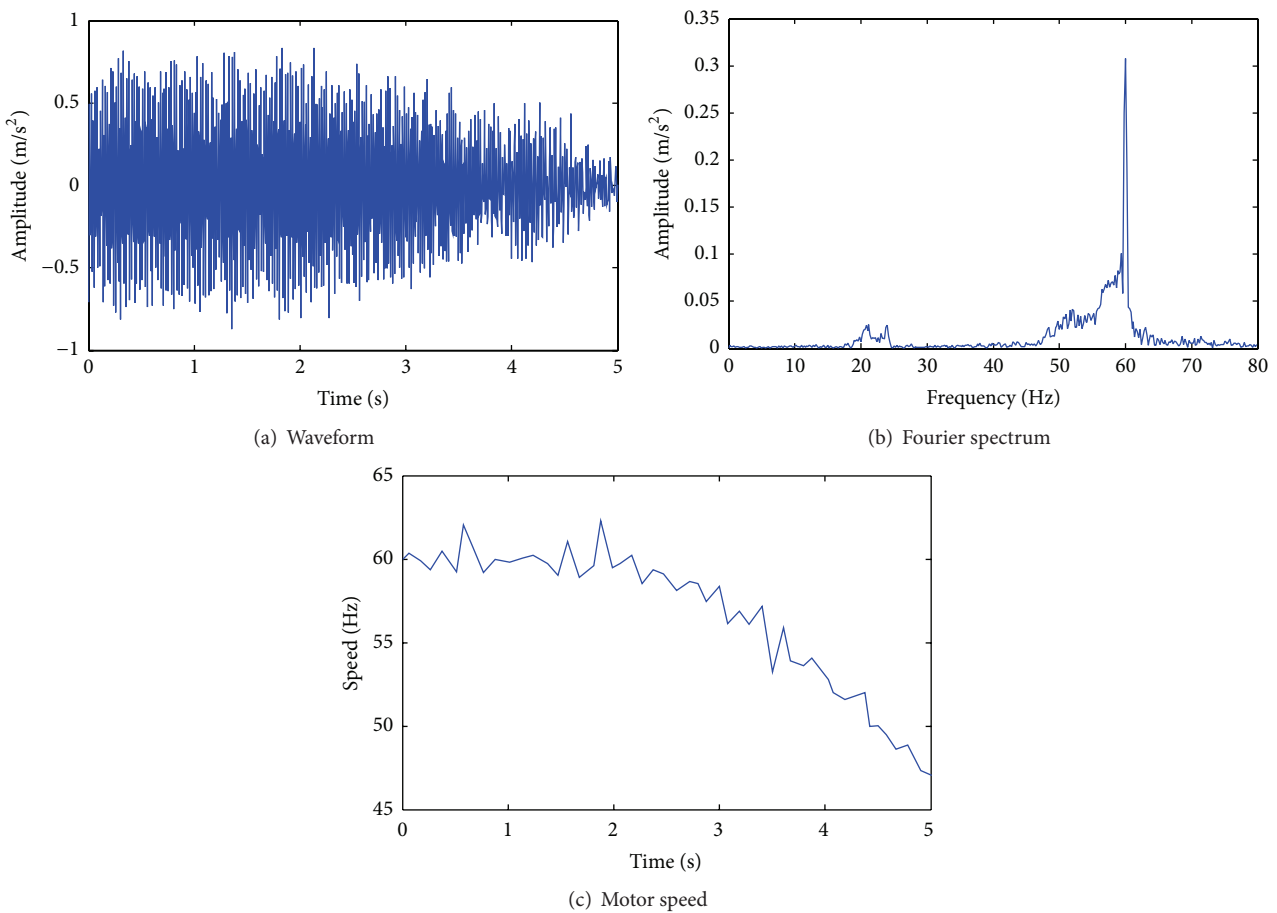 1
0.5
0
−0.5
−1
Amplitude (m/s²)
0 1 2 3 4 5
Time (s)
(a) Waveform
0.35
0.3
0.25
0.2
0.15
0.1
0.05
0
Amplitude (m/s²)
0 10 20 30 40 50 60 70 80
Frequency (Hz)
(b) Fourier spectrum
65
60
55
50
45
Speed (Hz)
0 1 2 3 4 5
Time (s)
(c) Motor speed